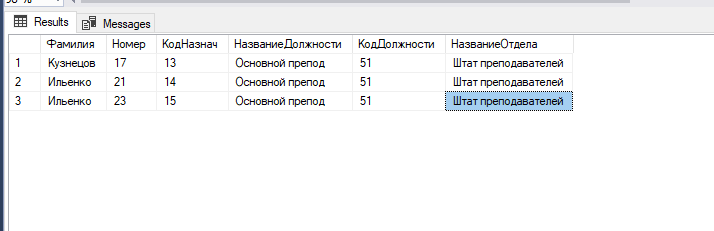 Results Messages
Фамилия Номер КодНазнач НазваниеДолжности КодДолжности НазваниеОтдела
1 Кузнецов 17 13 Основной препод 51 Штат преподавателей
2 Ильенко 21 14 Основной препод 51 Штат преподавателей
3 Ильенко 23 15 Основной препод 51 Штат преподавателей